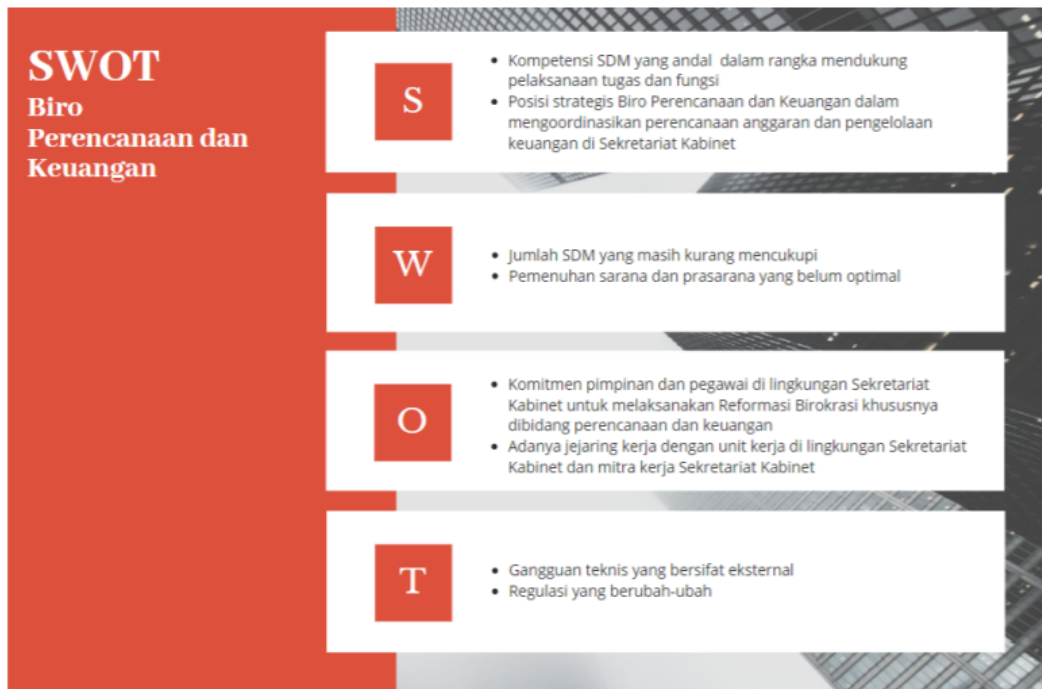 SWOT
Biro
Perencanaan dan
Keuangan
S
• Kompetensi SDM yang andal dalam rangka mendukung
pelaksanaan tugas dan fungsi
• Posisi strategis Biro Perencanaan dan Keuangan dalam
mengoordinasikan perencanaan anggaran dan pengelolaan
keuangan di Sekretariat Kabinet
W
• Jumlah SDM yang masih kurang mencukupi
• Pemenuhan sarana dan prasarana yang belum optimal
O
• Komitmen pimpinan dan pegawai di lingkungan Sekretariat
Kabinet untuk melaksanakan Reformasi Birokrasi khususnya
dibidang perencanaan dan keuangan
• Adanya jejaring kerja dengan unit kerja di lingkungan Sekretariat
Kabinet dan mitra kerja Sekretariat Kabinet
T
• Gangguan teknis yang bersifat eksternal
• Regulasi yang berubah-ubah